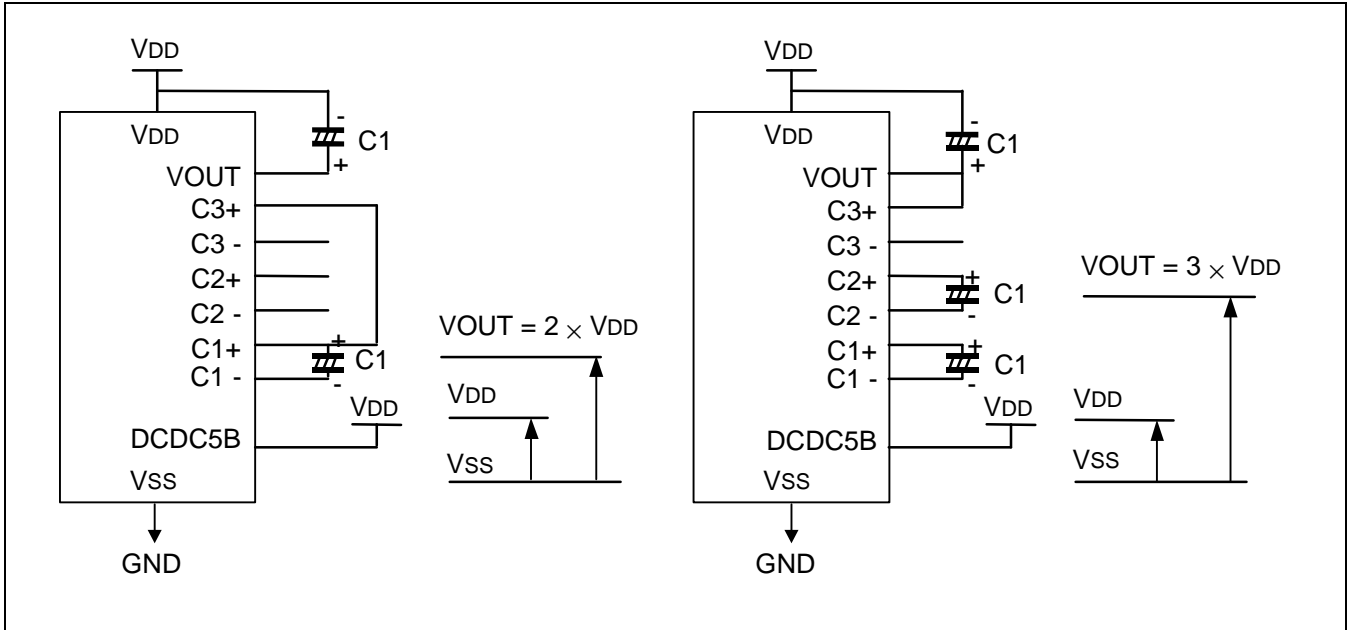 VDD
VDD
- C1
+
VOUT
C3+
C3 -
C2+
C2 -
C1+
C1 -
+ C1
-
VDD
DCDC5B
VSS
GND
VOUT = 2 × VDD
VDD
VSS
VDD
VDD
- C1
+
VOUT
C3+
C3 -
C2+
C2 -
+ C1
-
C1+
C1 -
+ C1
-
VDD
DCDC5B
VSS
GND
VOUT = 3 × VDD
VDD
VSS